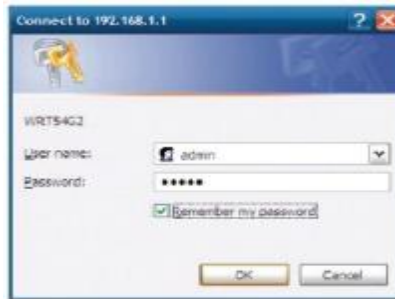 Connect to 192.168.1.1
WRT54G2
User name:
admin
Password:
•••••
Remember my password
OK
Cancel